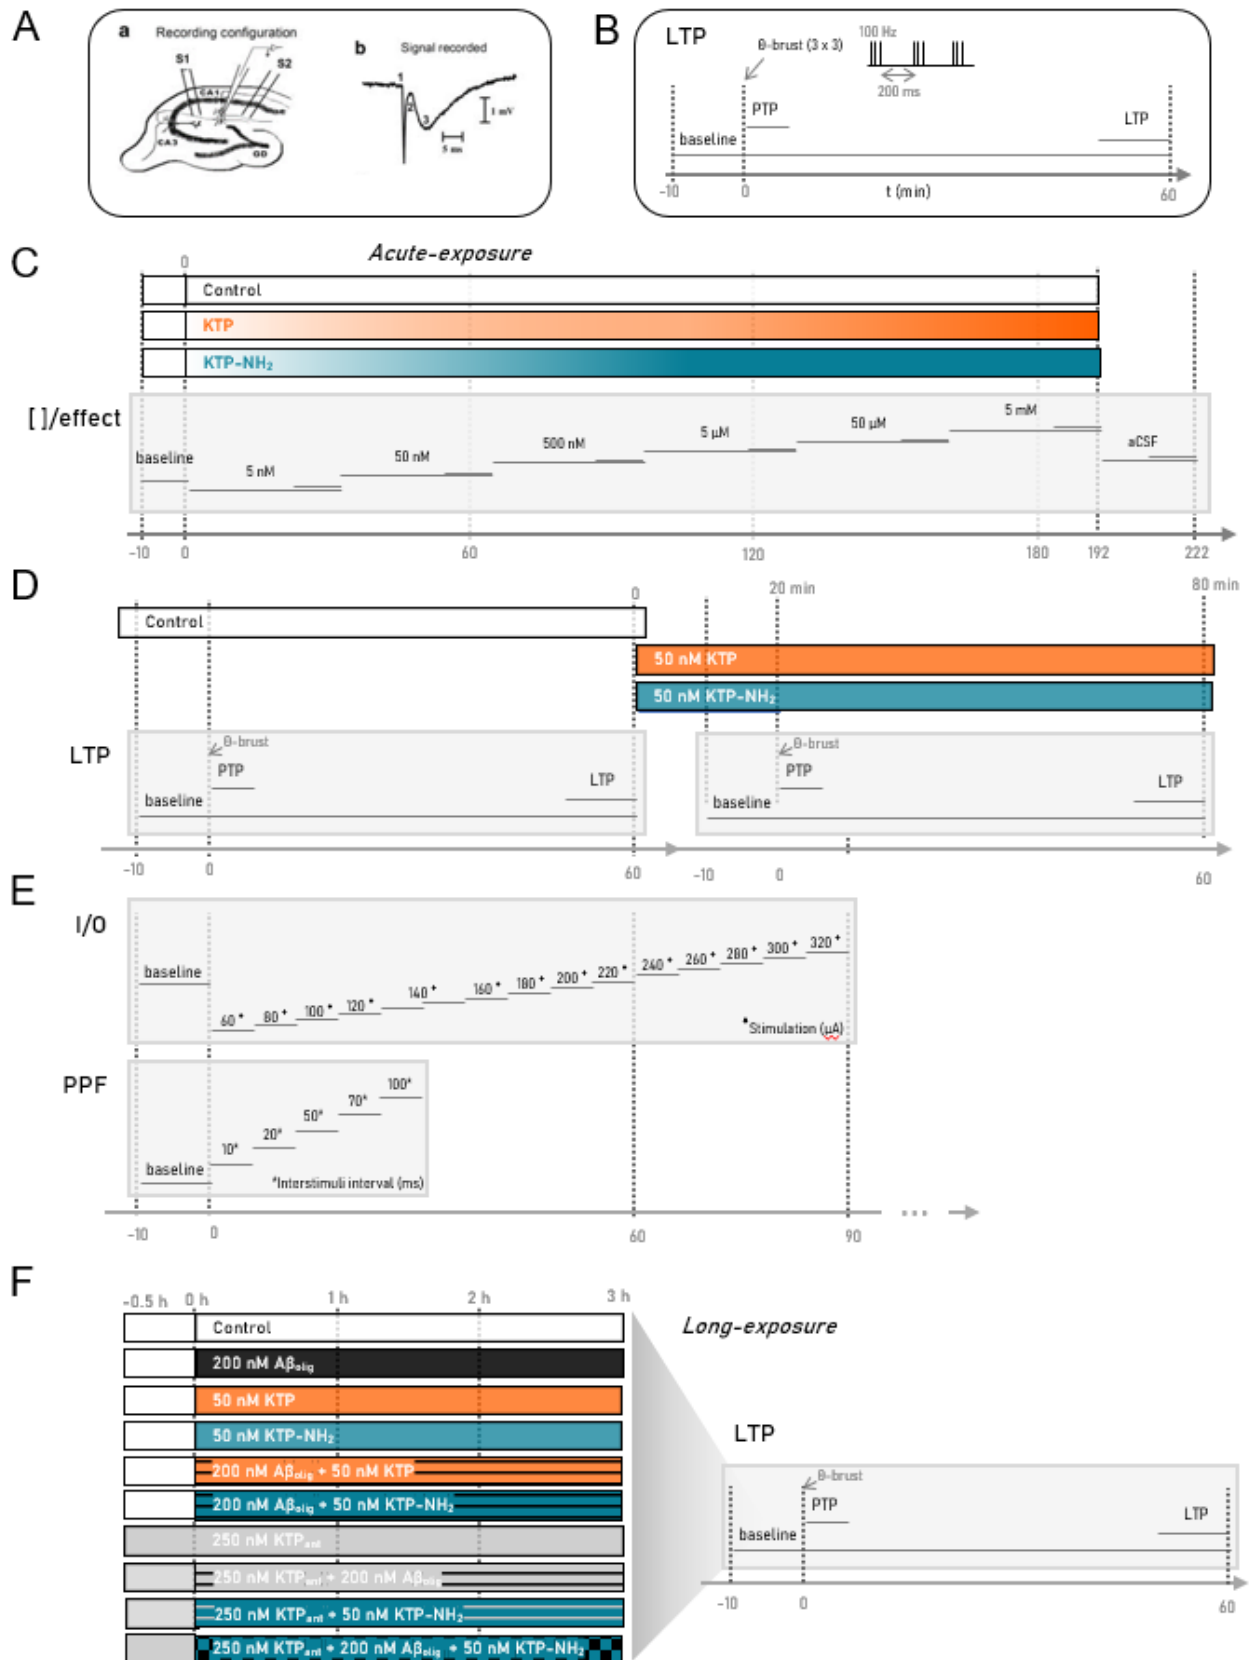 A
a Recording configuration
S1
S2
CA1
CA3
GD
b Signal recorded
1
2
3
1 mV
5 ms
B
LTP
θ-brust (3 x 3)
100 Hz
200 ms
PTP
LTP
baseline
-10 0 t (min) 60
C
Acute-exposure
0
Control
KTP
KTP-NH₂
[ ]/effect
baseline
5 nM
50 nM
500 nM
5 µM
50 µM
5 mM
aCSF
-10 0 60 120 180 192 222
D
0 20 min 80 min
Control
50 nM KTP
50 nM KTP-NH₂
LTP
θ-brust
PTP
LTP
baseline
θ-brust
PTP
LTP
baseline
-10 0 60 -10 0 60
E
I/O
baseline
60 * 80 * 100 * 120 * 140 * 160 * 180 * 200 * 220 * 240 * 260 * 280 * 300 * 320 *
*Stimulation (µA)
PPF
baseline
10* 20* 50* 70* 100*
*Interstimuli interval (ms)
-10 0 60 90
...
F
-0.5 h 0 h 1 h 2 h 3 h
Control
200 nM Aβolig
50 nM KTP
50 nM KTP-NH₂
200 nM Aβolig + 50 nM KTP
200 nM Aβolig + 50 nM KTP-NH₂
250 nM KTPant
250 nM KTPant + 200 nM Aβolig
250 nM KTPant + 50 nM KTP-NH₂
250 nM KTPant + 200 nM Aβolig + 50 nM KTP-NH₂
Long-exposure
LTP
θ-brust
PTP
LTP
baseline
-10 0 60